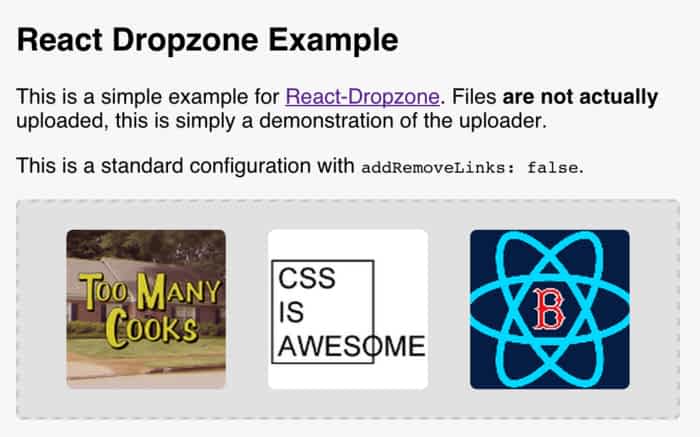 React Dropzone Example
This is a simple example for React-Dropzone. Files are not actually
uploaded, this is simply a demonstration of the uploader.
This is a standard configuration with addRemoveLinks: false.
Too Many
Cooks
CSS
IS
AWESOME
B